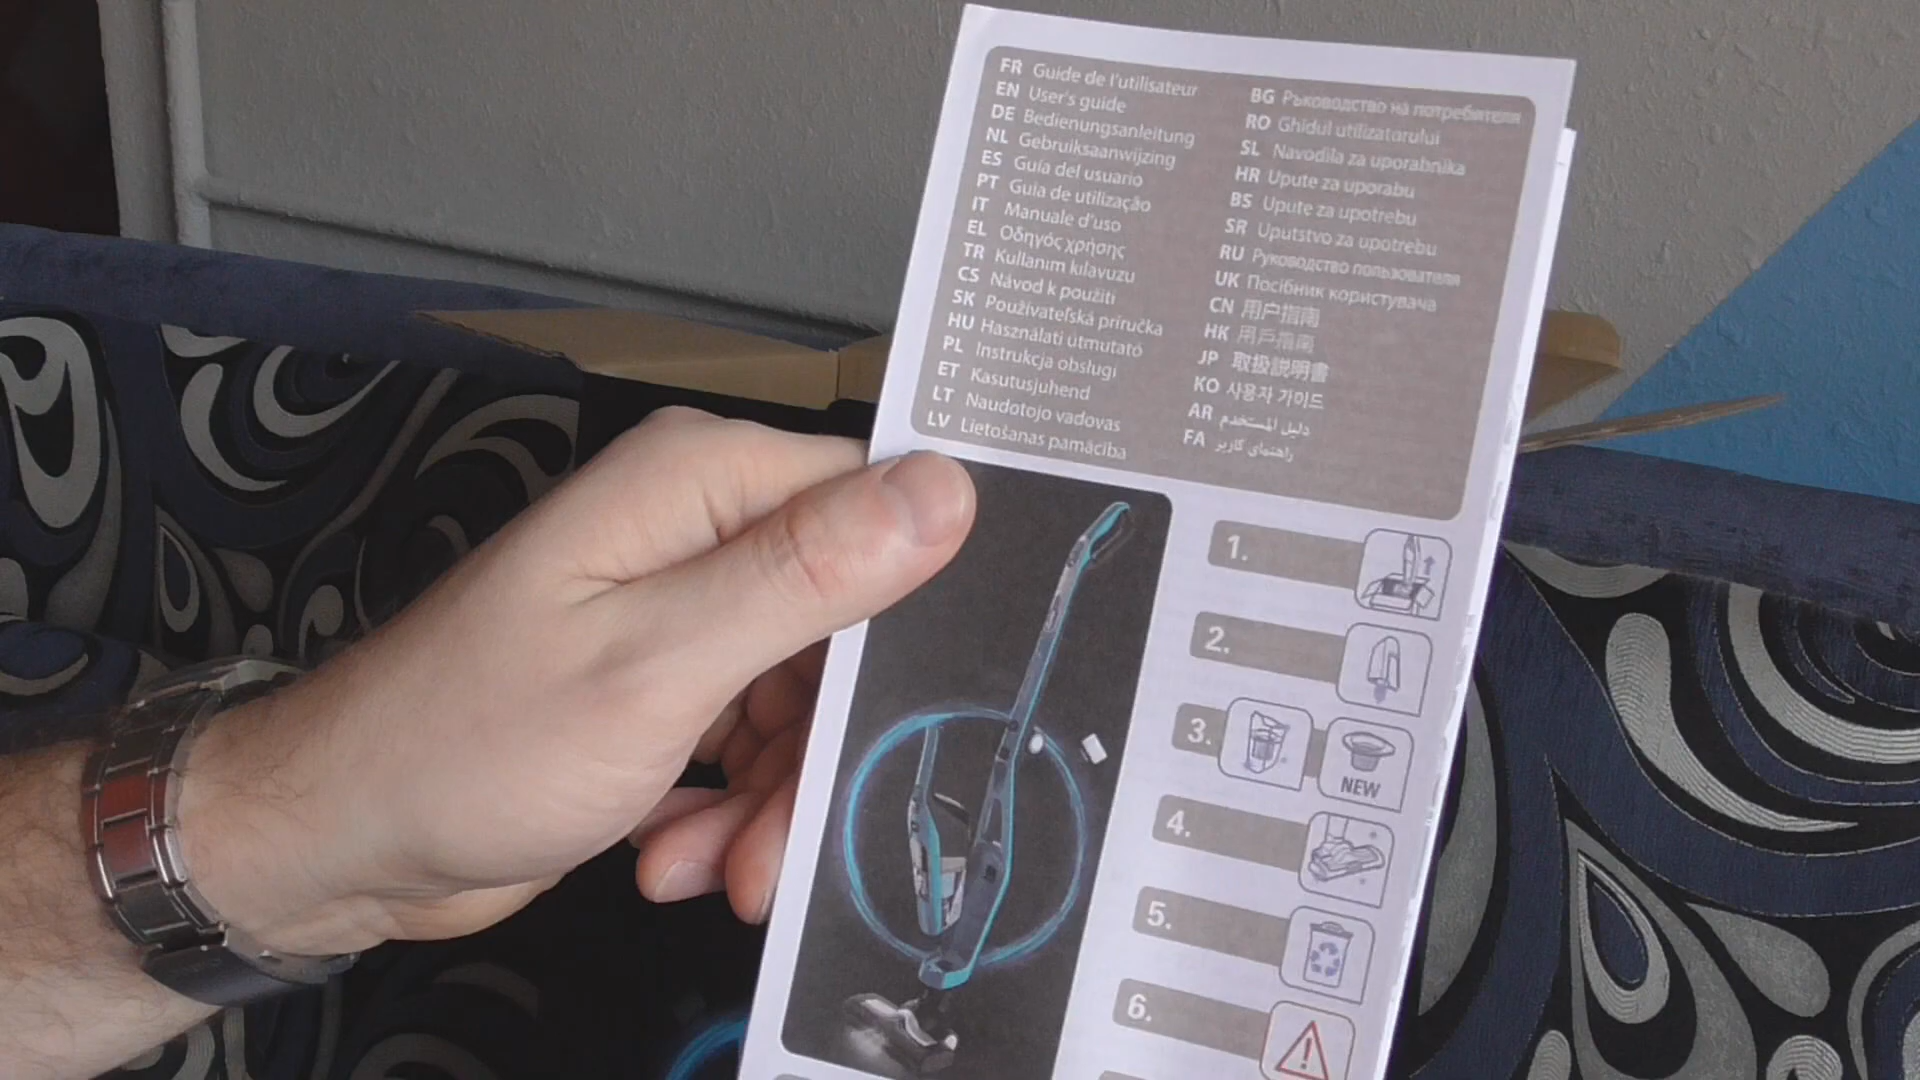 FR Guide de l'utilisateur
EN User's guide
DE Bedienungsanleitung
NL Gebruiksaanwijzing
ES Guía del usuario
PT Guia de utilização
IT Manuale d'uso
EL Οδηγός χρήσης
TR Kullanım kılavuzu
CS Návod k použití
SK Používateľská príručka
HU Használati útmutató
PL Instrukcja obsługi
ET Kasutusjuhend
LT Naudotojo vadovas
LV Lietošanas pamācība
BG Ръководство на потребителя
RO Ghidul utilizatorului
SL Navodila za uporabnika
HR Upute za uporabu
BS Upute za upotrebu
SR Uputstvo za upotrebu
RU Руководство пользователя
UK Посібник користувача
CN 用户指南
HK 用戶指南
JP 取扱説明書
KO 사용자 가이드
AR دليل المستخدم
FA راهنمای کاربر
1.
2.
3.
NEW
4.
5.
6.